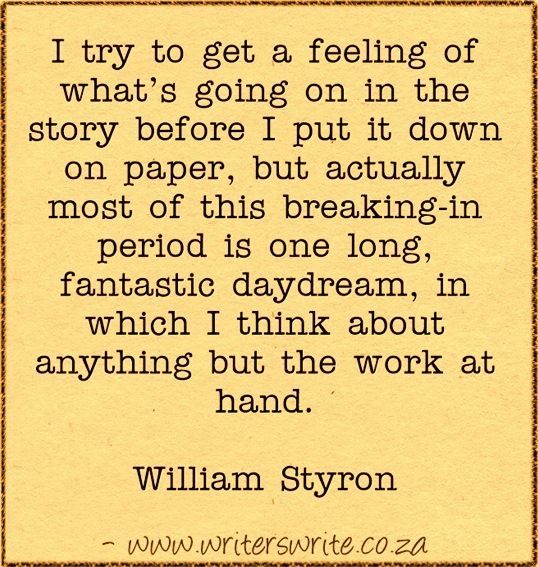 I try to get a feeling of
what's going on in the
story before I put it down
on paper, but actually
most of this breaking-in
period is one long,
fantastic daydream, in
which I think about
anything but the work at
hand.
William Styron
- www.writerswrite.co.za